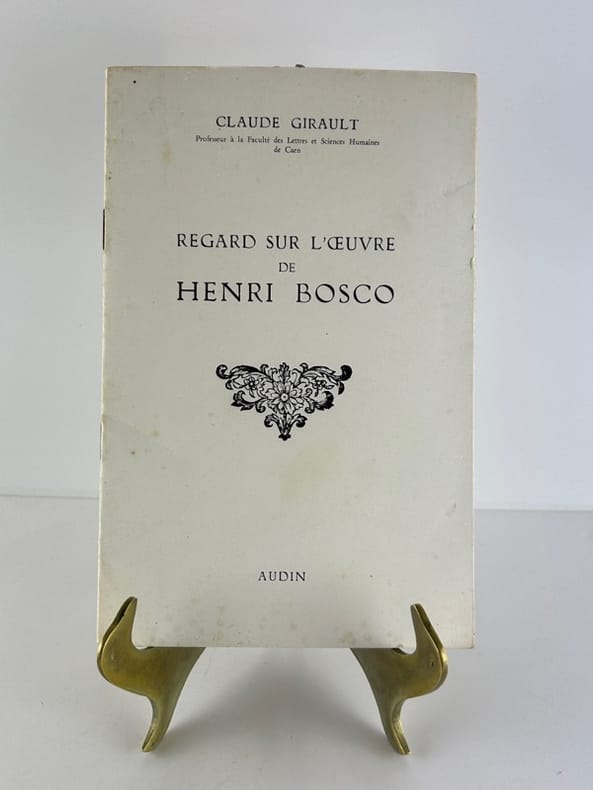 CLAUDE GIRAULT
Professeur à la Faculté des Lettres et Sciences Humaines
de Caen
REGARD SUR L'ŒUVRE
DE
HENRI BOSCO
AUDIN